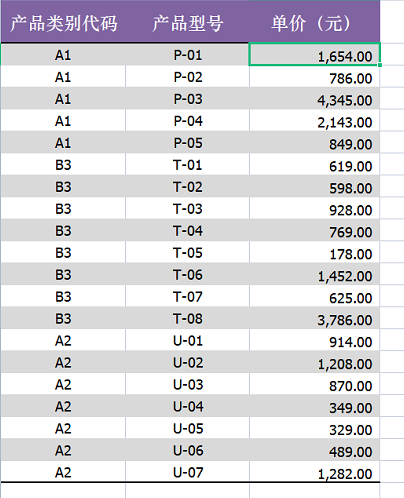 产品类别代码 产品型号 单价（元）
A1 P-01 1,654.00
A1 P-02 786.00
A1 P-03 4,345.00
A1 P-04 2,143.00
A1 P-05 849.00
B3 T-01 619.00
B3 T-02 598.00
B3 T-03 928.00
B3 T-04 769.00
B3 T-05 178.00
B3 T-06 1,452.00
B3 T-07 625.00
B3 T-08 3,786.00
A2 U-01 914.00
A2 U-02 1,208.00
A2 U-03 870.00
A2 U-04 349.00
A2 U-05 329.00
A2 U-06 489.00
A2 U-07 1,282.00